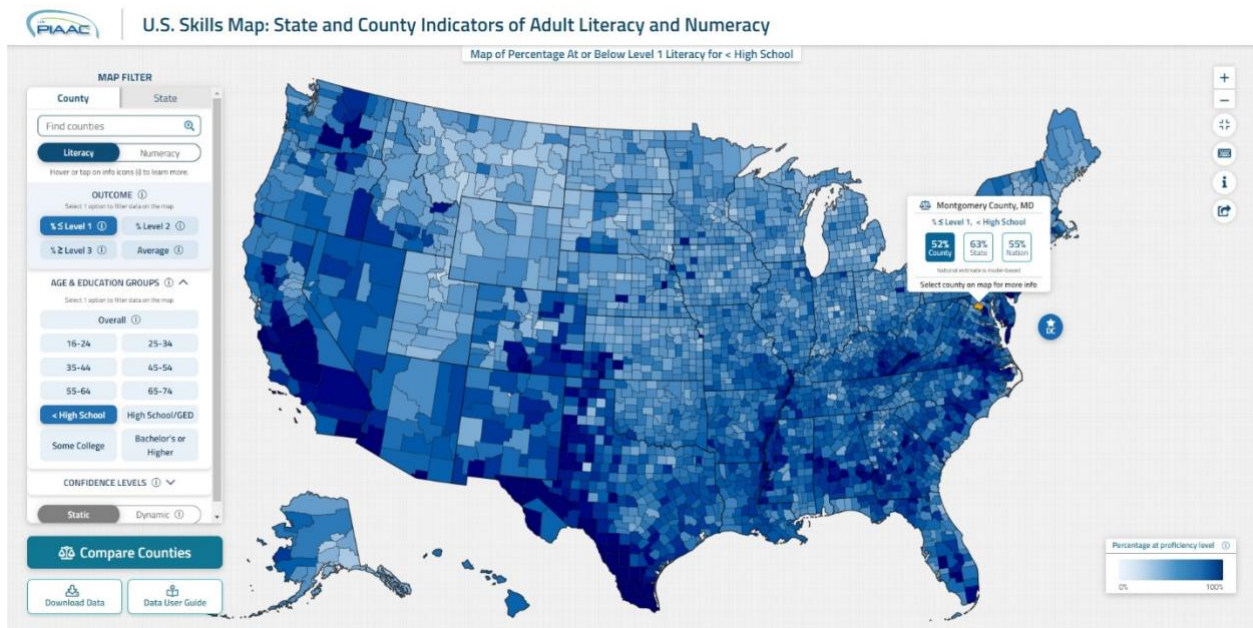 U.S.
PIAAC
U.S. Skills Map: State and County Indicators of Adult Literacy and Numeracy
Map of Percentage At or Below Level 1 Literacy for < High School
MAP FILTER
County
State
Find counties
Literacy
Numeracy
Hover or tap on info icons (i) to learn more.
OUTCOME
Select 1 option to filter data on the map
% ≤ Level 1
% Level 2
% ≥ Level 3
Average
AGE & EDUCATION GROUPS
Select 1 option to filter data on the map
Overall
16-24
25-34
35-44
45-54
55-64
65-74
< High School
High School/GED
Some College
Bachelor's or
Higher
CONFIDENCE LEVELS
Static
Dynamic
Compare Counties
Download Data
Data User Guide
Montgomery County, MD
% ≤ Level 1, < High School
52%
County
63%
State
55%
Nation
National estimate is model-based
Select county on map for more info
DC
Percentage at proficiency level
0%
100%